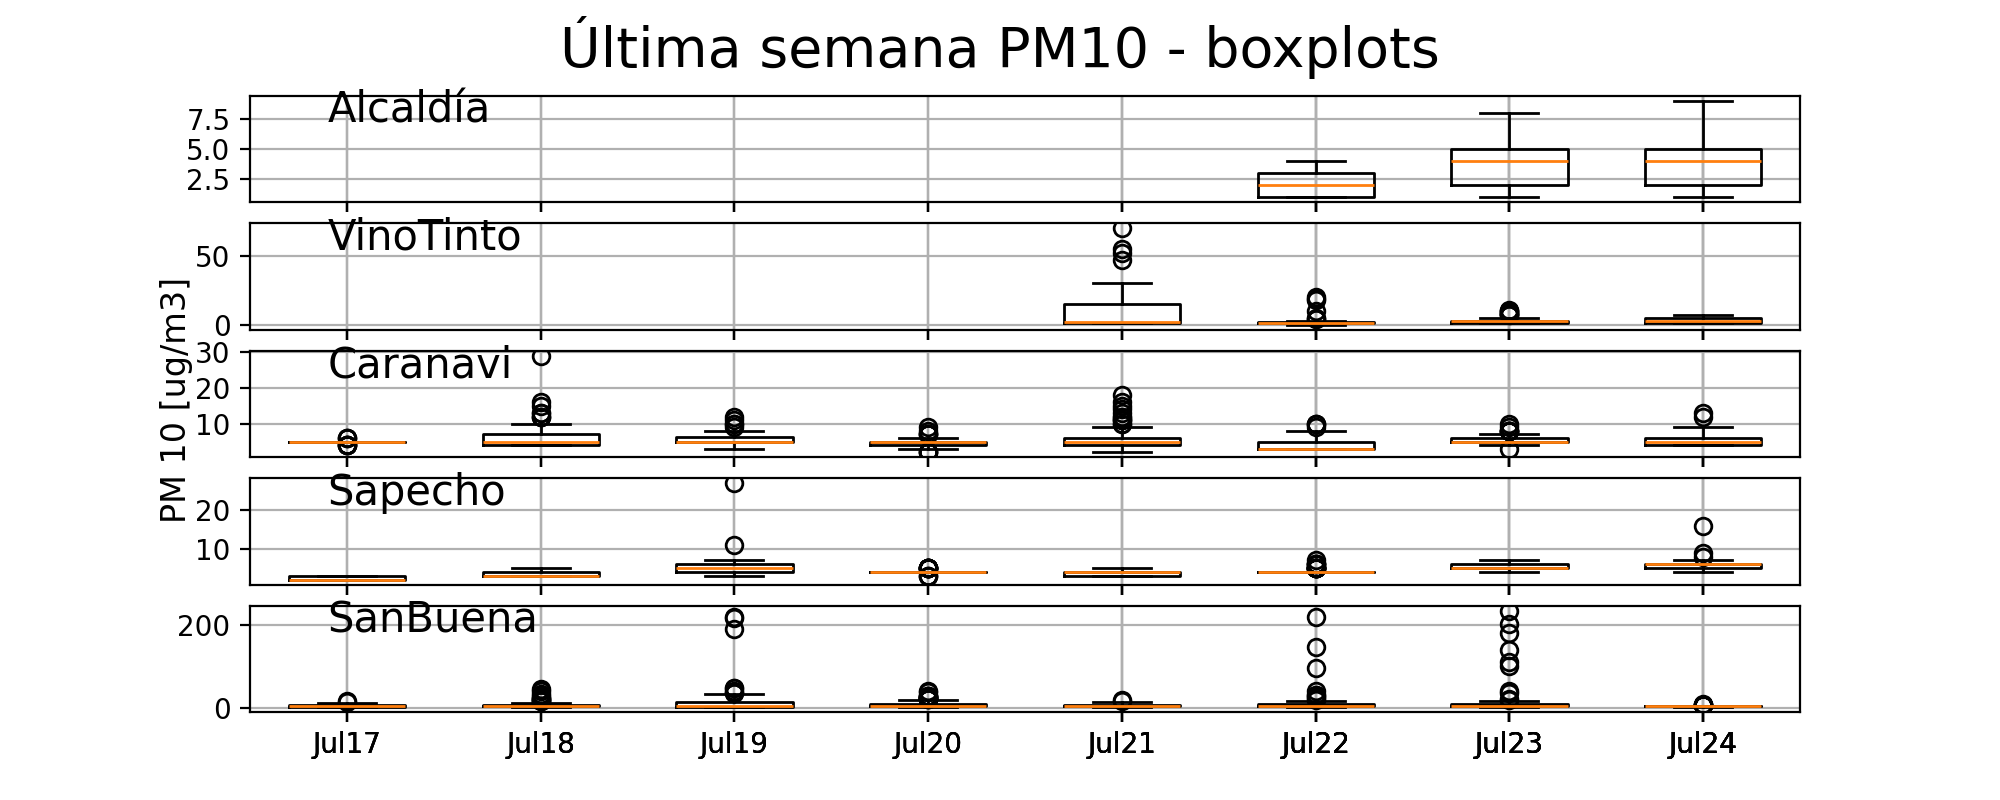 Última semana PM10 - boxplots
Alcaldía
7.5
5.0
2.5
VinoTinto
50
0
PM 10 [ug/m3]
Caranavi
30
20
10
Sapecho
20
10
SanBuena
200
0
Jul17 Jul18 Jul19 Jul20 Jul21 Jul22 Jul23 Jul24